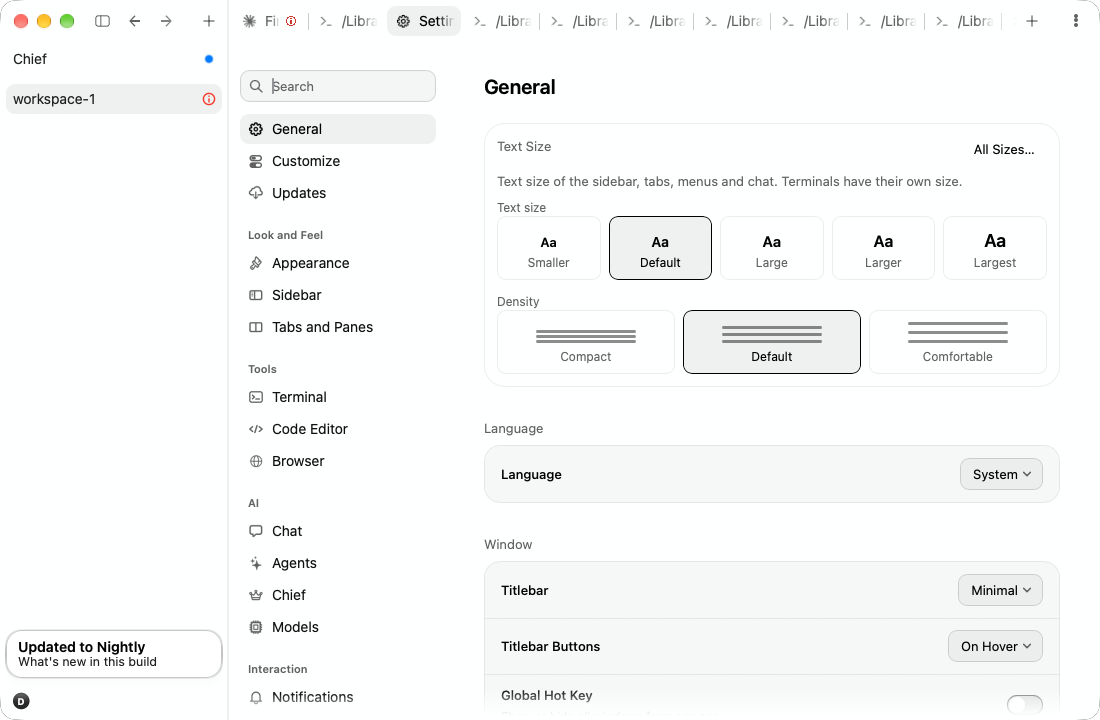 Chief
workspace-1
Updated to Nightly
What's new in this build
D
Fi
/Libra
Settin
/Libra
/Libra
/Libra
/Libra
/Libra
/Libra
/Libra
Search
General
Customize
Updates
Look and Feel
Appearance
Sidebar
Tabs and Panes
Tools
Terminal
Code Editor
Browser
AI
Chat
Agents
Chief
Models
Interaction
Notifications
General
Text Size
All Sizes...
Text size of the sidebar, tabs, menus and chat. Terminals have their own size.
Text size
Aa Aa Aa Aa Aa
Smaller Default Large Larger Largest
Density
Compact Default Comfortable
Language
Language System
Window
Titlebar Minimal
Titlebar Buttons On Hover
Global Hot Key